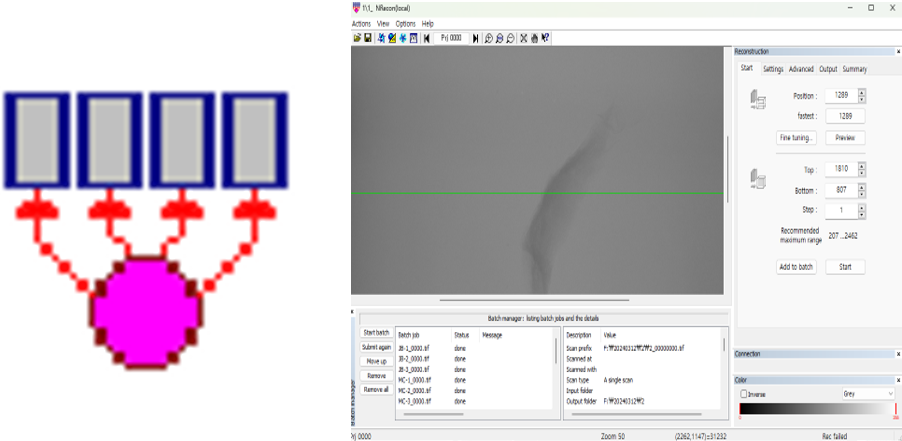 1\1_ NRecon(local)
Actions View Options Help
Prj 0000
Reconstruction
Start Settings Advanced Output Summary
Position : 1289
fastest : 1289
Fine tuning... Preview
Top : 1810
Bottom : 807
Step : 1
Recommended
maximum range 207 ...2462
Add to batch Start
Batch manager : listing batch jobs and the details
Start batch
Submit again
Move up
Remove
Remove all
Batch manager
Batch job Status Message
JB-1_0000.tif done
JB-2_0000.tif done
JB-3_0000.tif done
MC-1_0000.tif done
MC-2_0000.tif done
MC-3_0000.tif done
Description Value
Scan prefix F:₩₩20240312₩₩2₩₩2_00000000.tif
Scanned at
Scanned with
Scan type A single scan
Input folder
Output folder F:₩₩20240312₩₩2
Connection
Color
Inverse Grey
0
Prj 0000 Zoom 50 (2262,1147)=31232 Rec failed